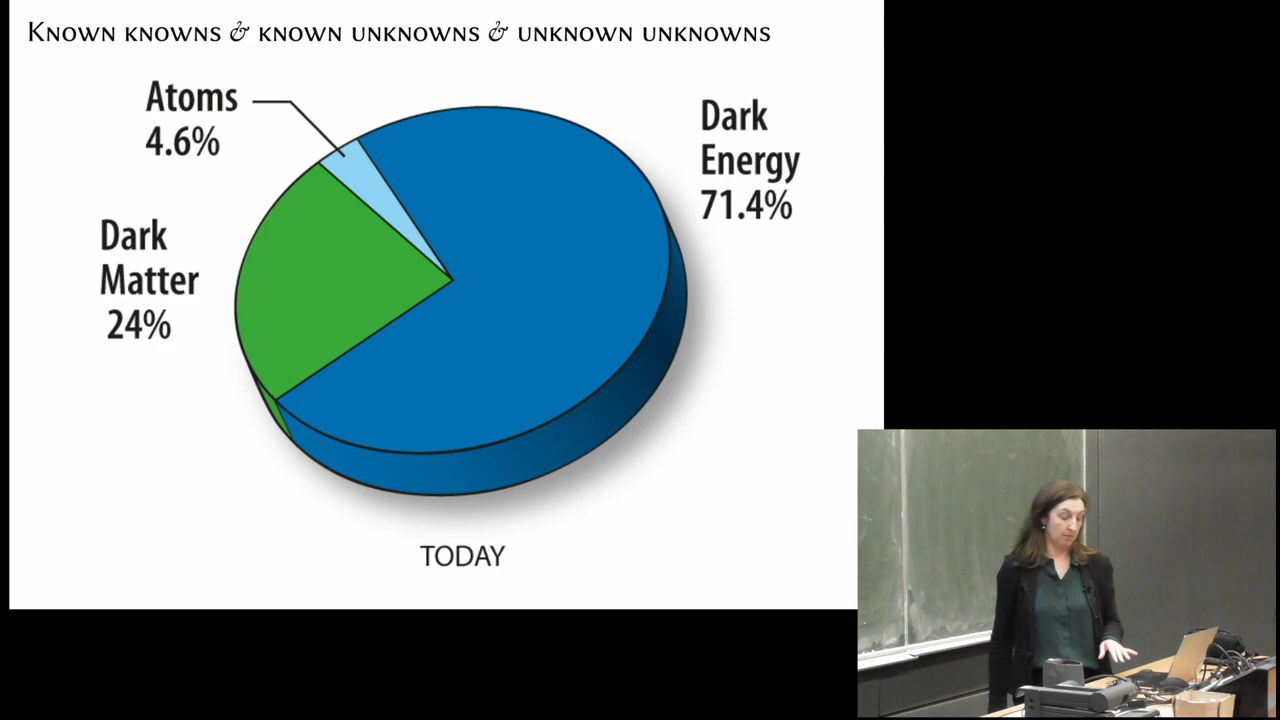 Known knowns & known unknowns & unknown unknowns
Atoms
4.6%
Dark
Energy
71.4%
Dark
Matter
24%
TODAY